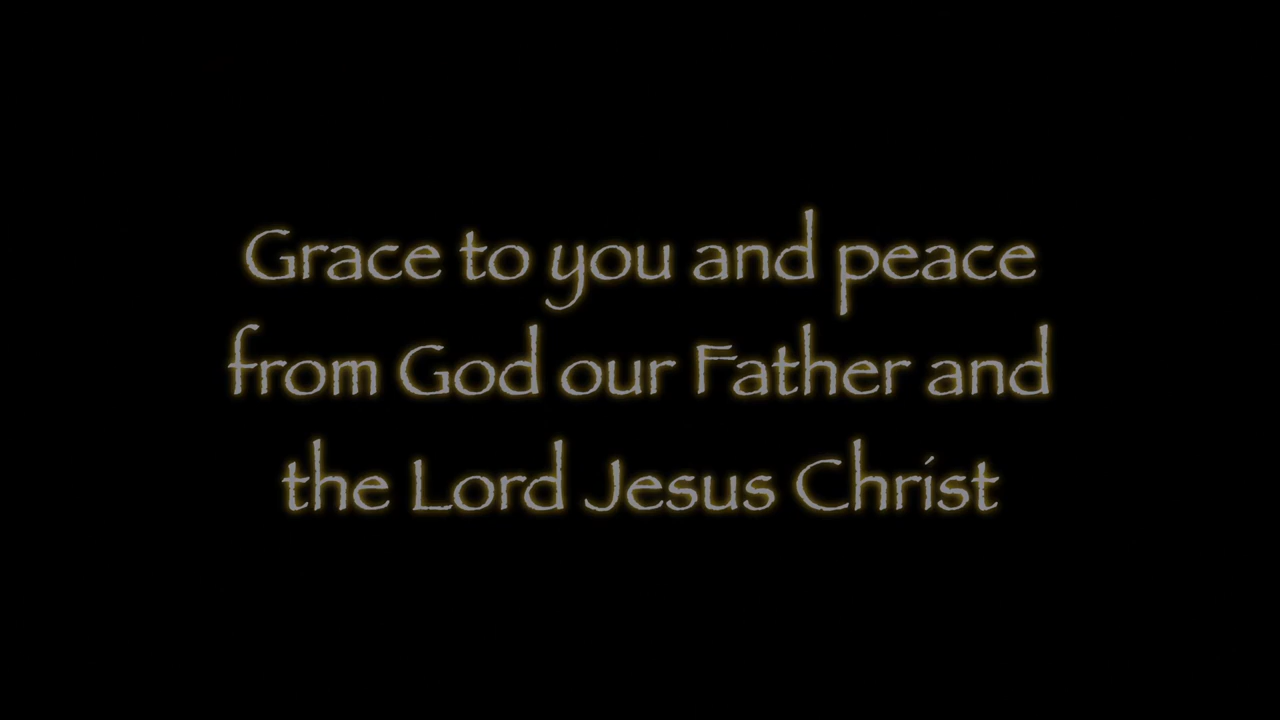 Grace to you and peace
from God our Father and
the Lord Jesus Christ